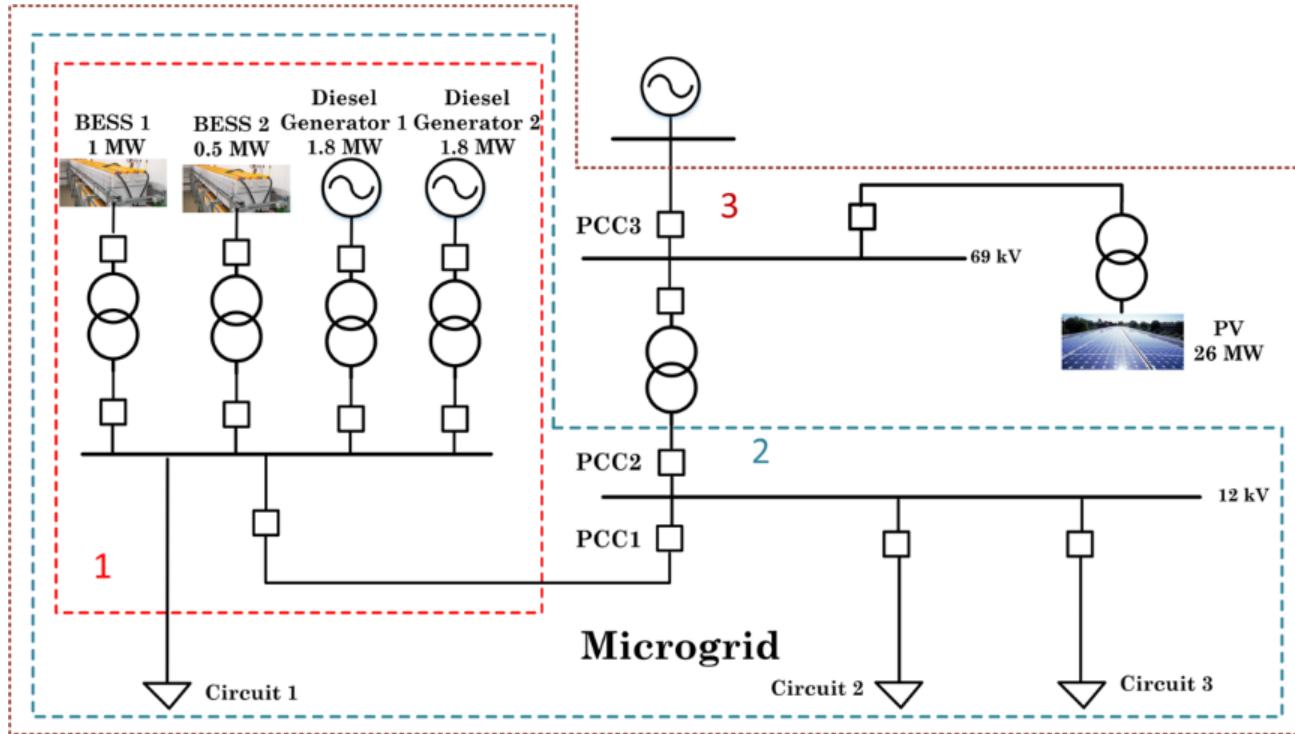 BESS 1
1 MW
BESS 2
0.5 MW
Diesel
Generator 1
1.8 MW
Diesel
Generator 2
1.8 MW
PCC3
3
69 kV
PV
26 MW
PCC2
2
12 kV
PCC1
1
Microgrid
Circuit 1
Circuit 2
Circuit 3